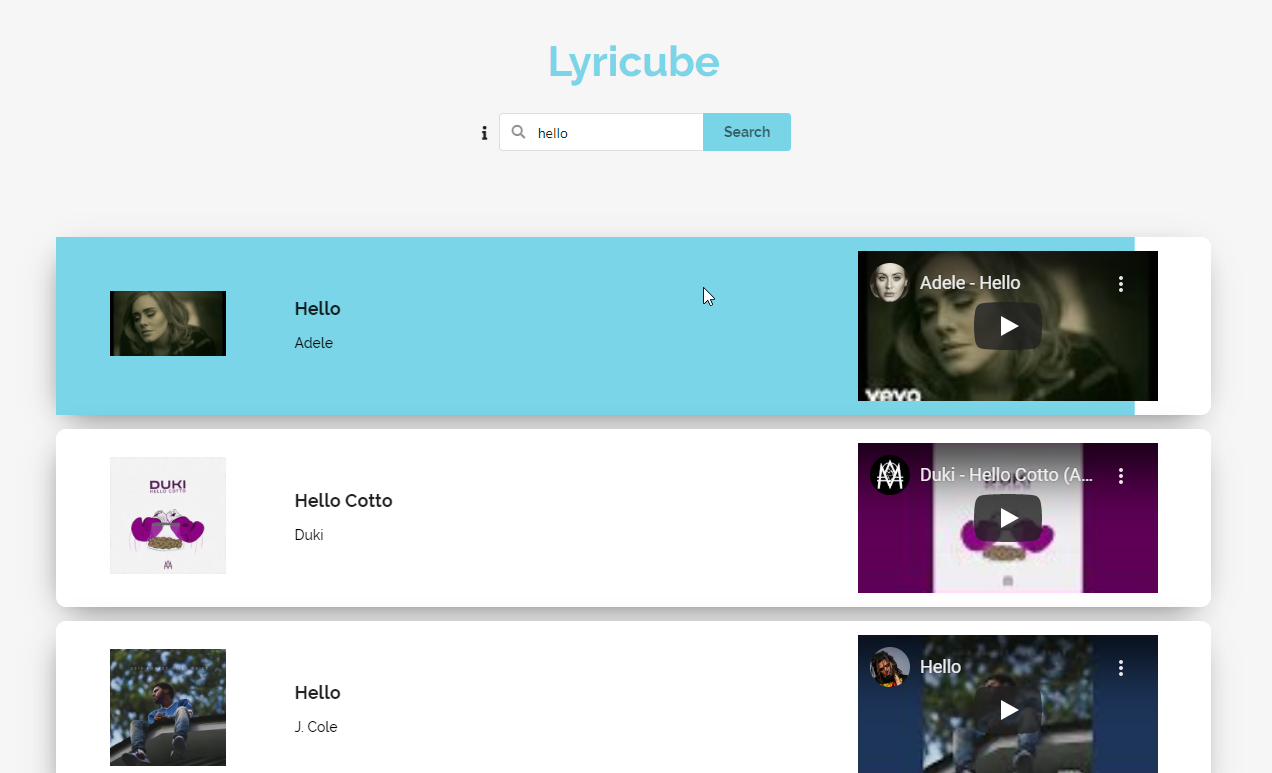 Lyricube
hello
Search
Hello
Adele
Adele - Hello
vevo
DUKI
HELLO COTTO
Hello Cotto
Duki
Duki - Hello Cotto (A...
Hello
J. Cole
Hello